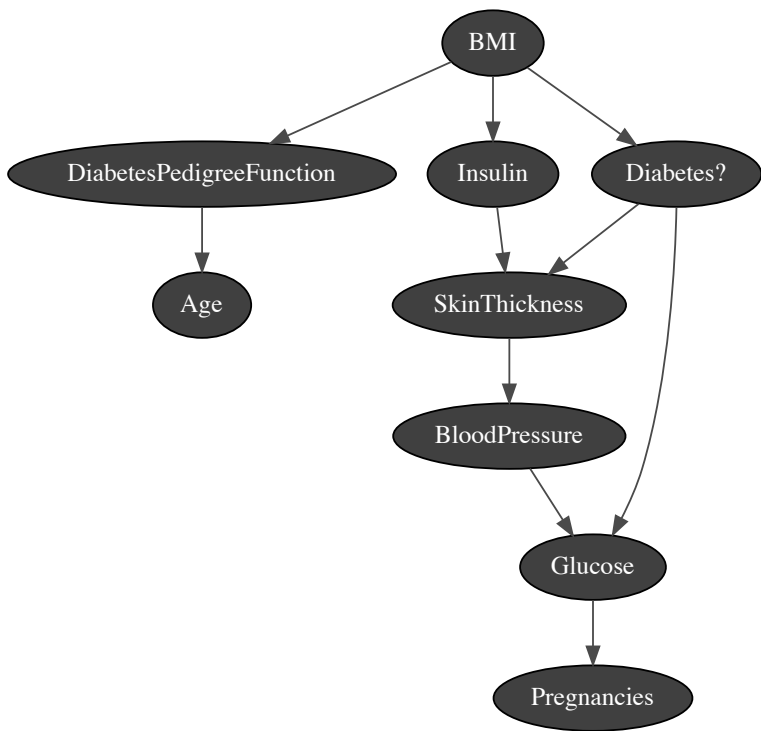 BMI
DiabetesPedigreeFunction
Insulin
Diabetes?
Age
SkinThickness
BloodPressure
Glucose
Pregnancies